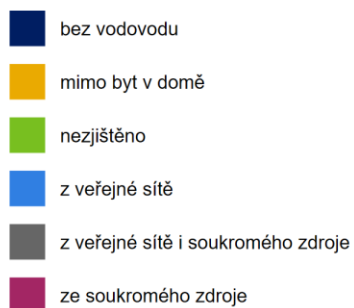 bez vodovodu
mimo byt v domě
nezjištěno
z veřejné sítě
z veřejné sítě i soukromého zdroje
ze soukromého zdroje